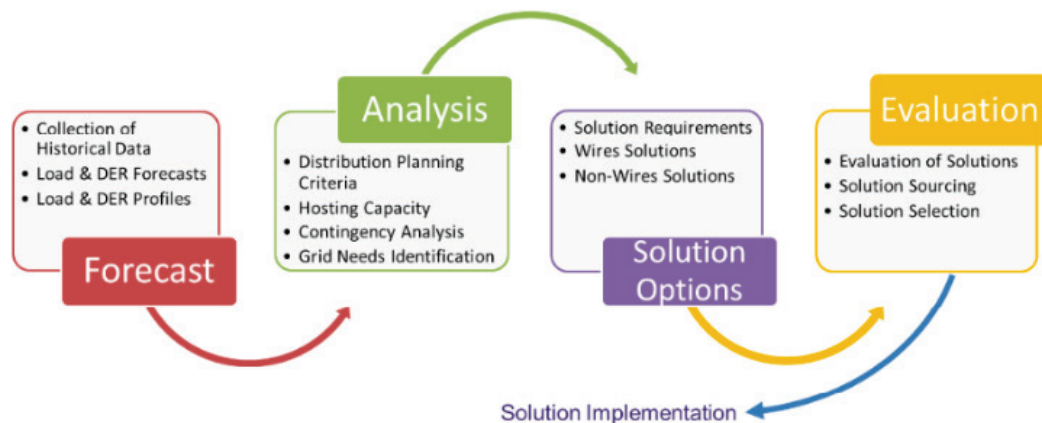 Forecast
• Collection of
Historical Data
• Load & DER Forecasts
• Load & DER Profiles
Analysis
• Distribution Planning
Criteria
• Hosting Capacity
• Contingency Analysis
• Grid Needs Identification
• Solution Requirements
• Wires Solutions
• Non-Wires Solutions
Solution
Options
Evaluation
• Evaluation of Solutions
• Solution Sourcing
• Solution Selection
Solution Implementation